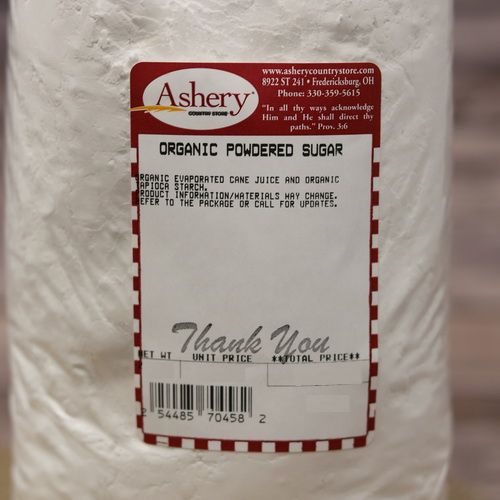 Ashery
COUNTRY STORE
www.asherycountrystore.com
8922 ST 241 • Fredericksburg, OH
Phone: 330-359-5615
"In all thy ways acknowledge
Him and He shall direct thy
paths." Prov. 3:6
ORGANIC POWDERED SUGAR
RGANIC EVAPORATED CANE JUICE AND ORGANIC
APIOCA STARCH.
RODUCT INFORMATION/MATERIALS MAY CHANGE.
EFER TO THE PACKAGE OR CALL FOR UPDATES.
Thank You
NET WT UNIT PRICE **TOTAL PRICE**
2 54485 70458 2